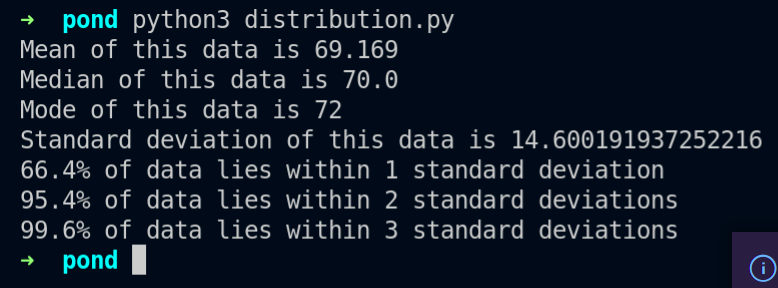 → pond python3 distribution.py
Mean of this data is 69.169
Median of this data is 70.0
Mode of this data is 72
Standard deviation of this data is 14.600191937252216
66.4% of data lies within 1 standard deviation
95.4% of data lies within 2 standard deviations
99.6% of data lies within 3 standard deviations
→ pond